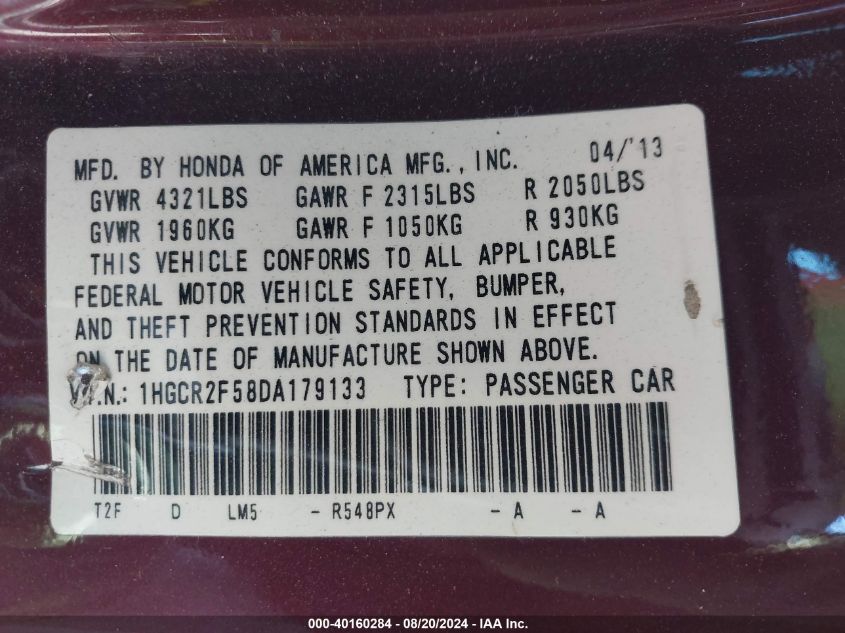 MFD. BY HONDA OF AMERICA MFG., INC. 04/'13
GVWR 4321LBS GAWR F 2315LBS R 2050LBS
GVWR 1960KG GAWR F 1050KG R 930KG
THIS VEHICLE CONFORMS TO ALL APPLICABLE
FEDERAL MOTOR VEHICLE SAFETY, BUMPER,
AND THEFT PREVENTION STANDARDS IN EFFECT
ON THE DATE OF MANUFACTURE SHOWN ABOVE.
V.I.N.: 1HGCR2F58DA179133 TYPE: PASSENGER CAR
T2F D LM5 - R548PX - A - A
000-40160284 - 08/20/2024 - IAA Inc.